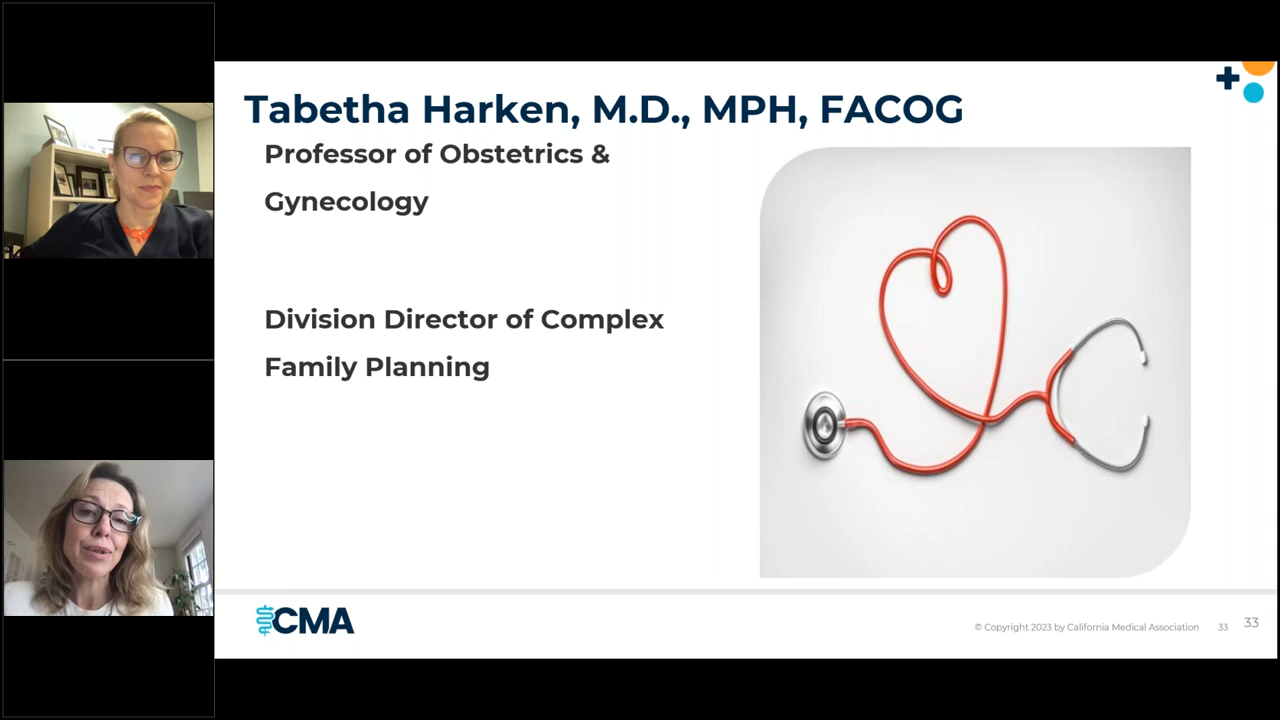 Tabetha Harken, M.D., MPH, FACOG
Professor of Obstetrics &
Gynecology
Division Director of Complex
Family Planning
CMA
© Copyright 2023 by California Medical Association 33 33